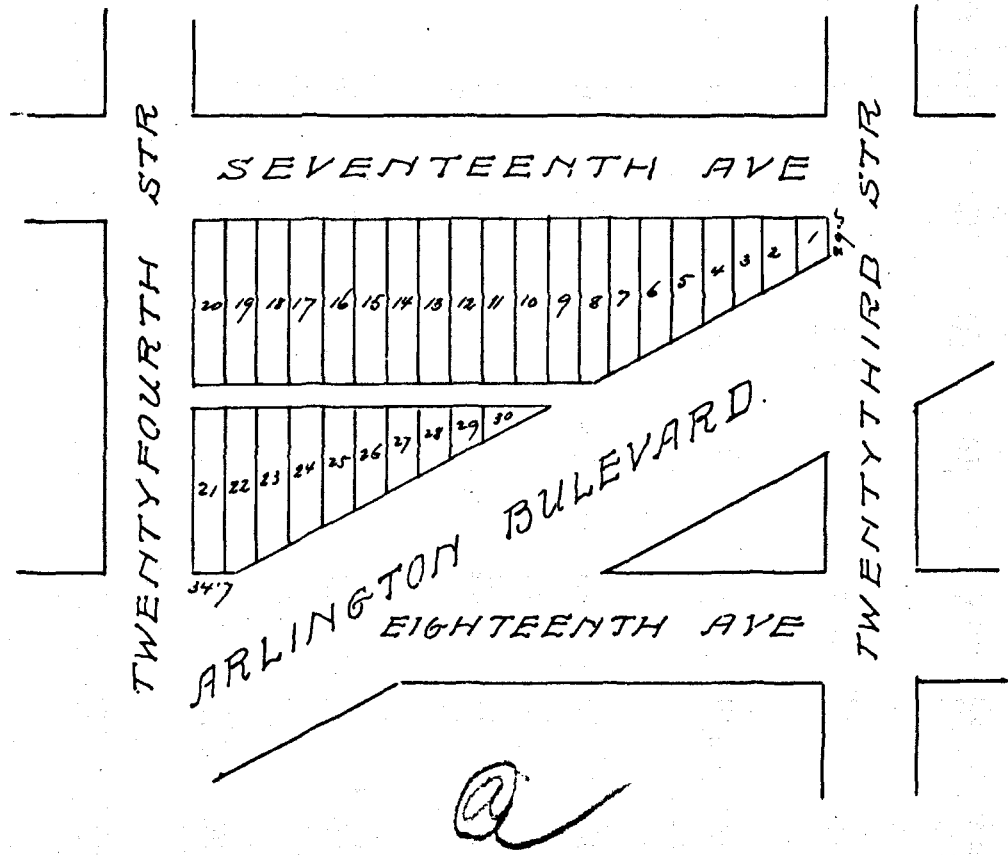 SEVENTEENTH AVE
TWENTYFOURTH STR
TWENTYTHIRD STR
20 19 18 17 16 15 14 13 12 11 10 9 8 7 6 5 4 3 2 1
29.5
21 22 23 24 25 26 27 28 29 30
34.7
ARLINGTON BULEVARD.
EIGHTEENTH AVE
a